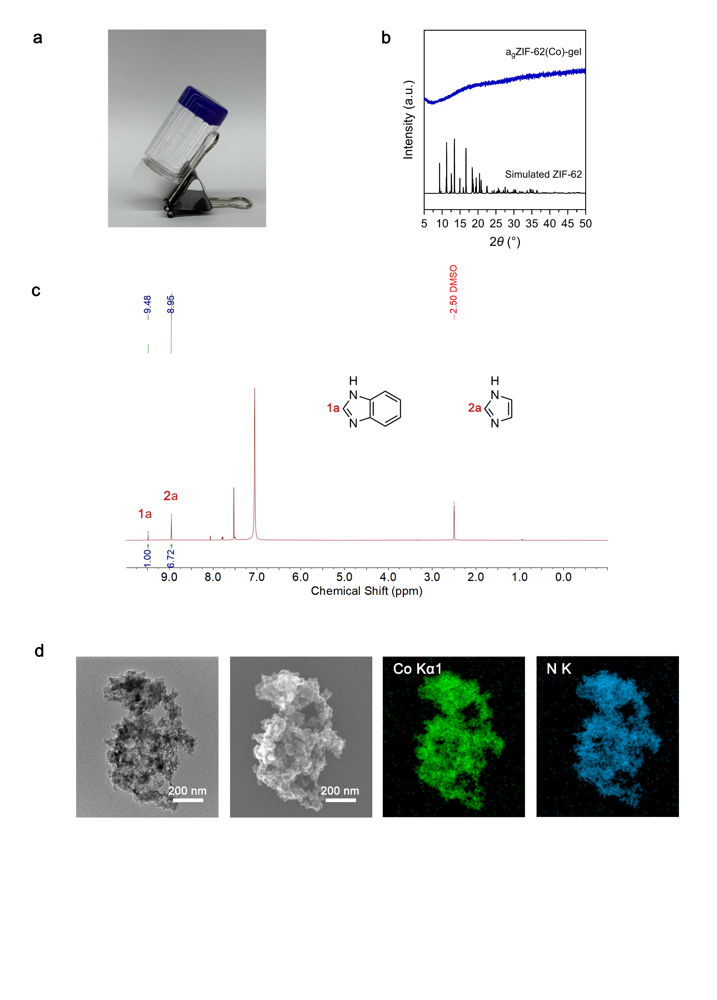 a
b
a_gZIF-62(Co)-gel
Simulated ZIF-62
Intensity (a.u.)
5 10 15 20 25 30 35 40 45 50
2θ (°)
c
9.48
8.95
2.50 DMSO
H
N
1a
N
H
N
2a
N
2a
1a
1.00
6.72
9.0 8.0 7.0 6.0 5.0 4.0 3.0 2.0 1.0 0.0
Chemical Shift (ppm)
d
200 nm
200 nm
Co Kα1
N K